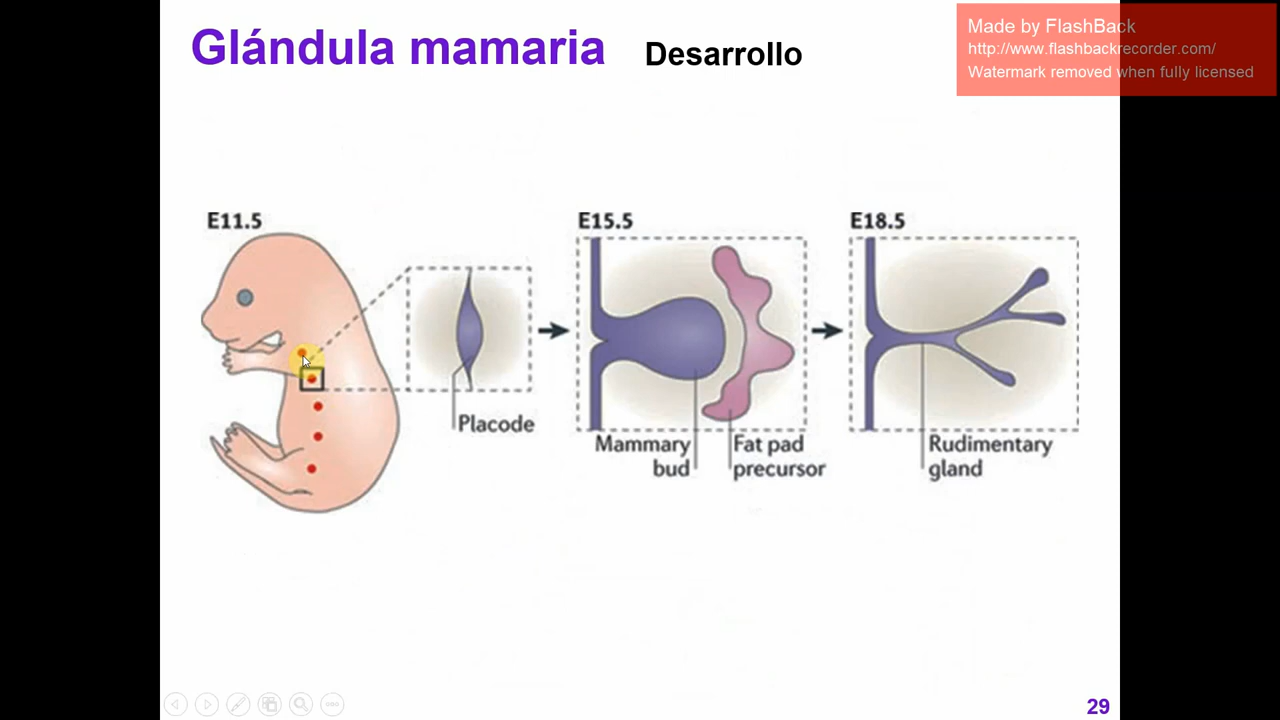 Glándula mamaria Desarrollo
Made by FlashBack
http://www.flashbackrecorder.com/
Watermark removed when fully licensed
E11.5
E15.5
E18.5
Placode
Mammary
bud
Fat pad
precursor
Rudimentary
gland
29